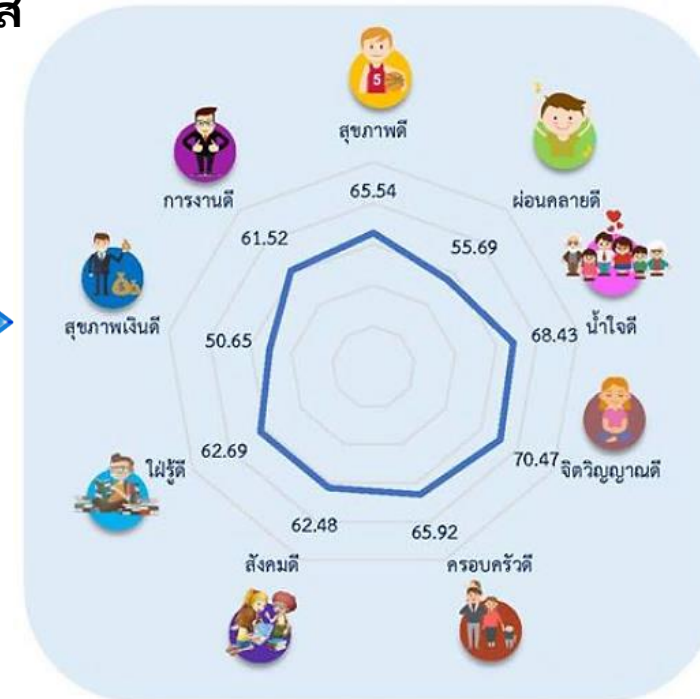 ส
สุขภาพดี
65.54
ผ่อนคลายดี
55.69
น้ำใจดี
68.43
จิตวิญญาณดี
70.47
ครอบครัวดี
65.92
สังคมดี
62.48
ใฝ่รู้ดี
62.69
สุขภาพเงินดี
50.65
การงานดี
61.52
5